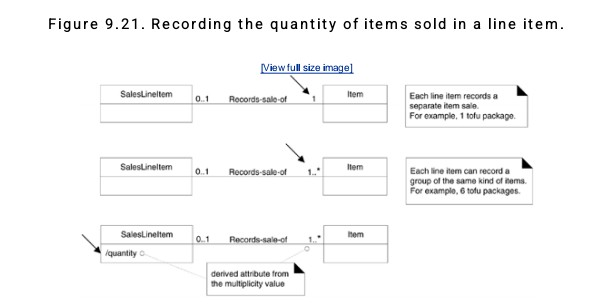 Figure 9.21. Recording the quantity of items sold in a line item.
[View full size image]
SalesLineItem 0..1 Records-sale-of 1 Item
Each line item records a
separate item sale.
For example, 1 tofu package.
SalesLineItem 0..1 Records-sale-of 1..* Item
Each line item can record a
group of the same kind of items.
For example, 6 tofu packages.
SalesLineItem 0..1 Records-sale-of 1..* Item
/quantity
derived attribute from
the multiplicity value